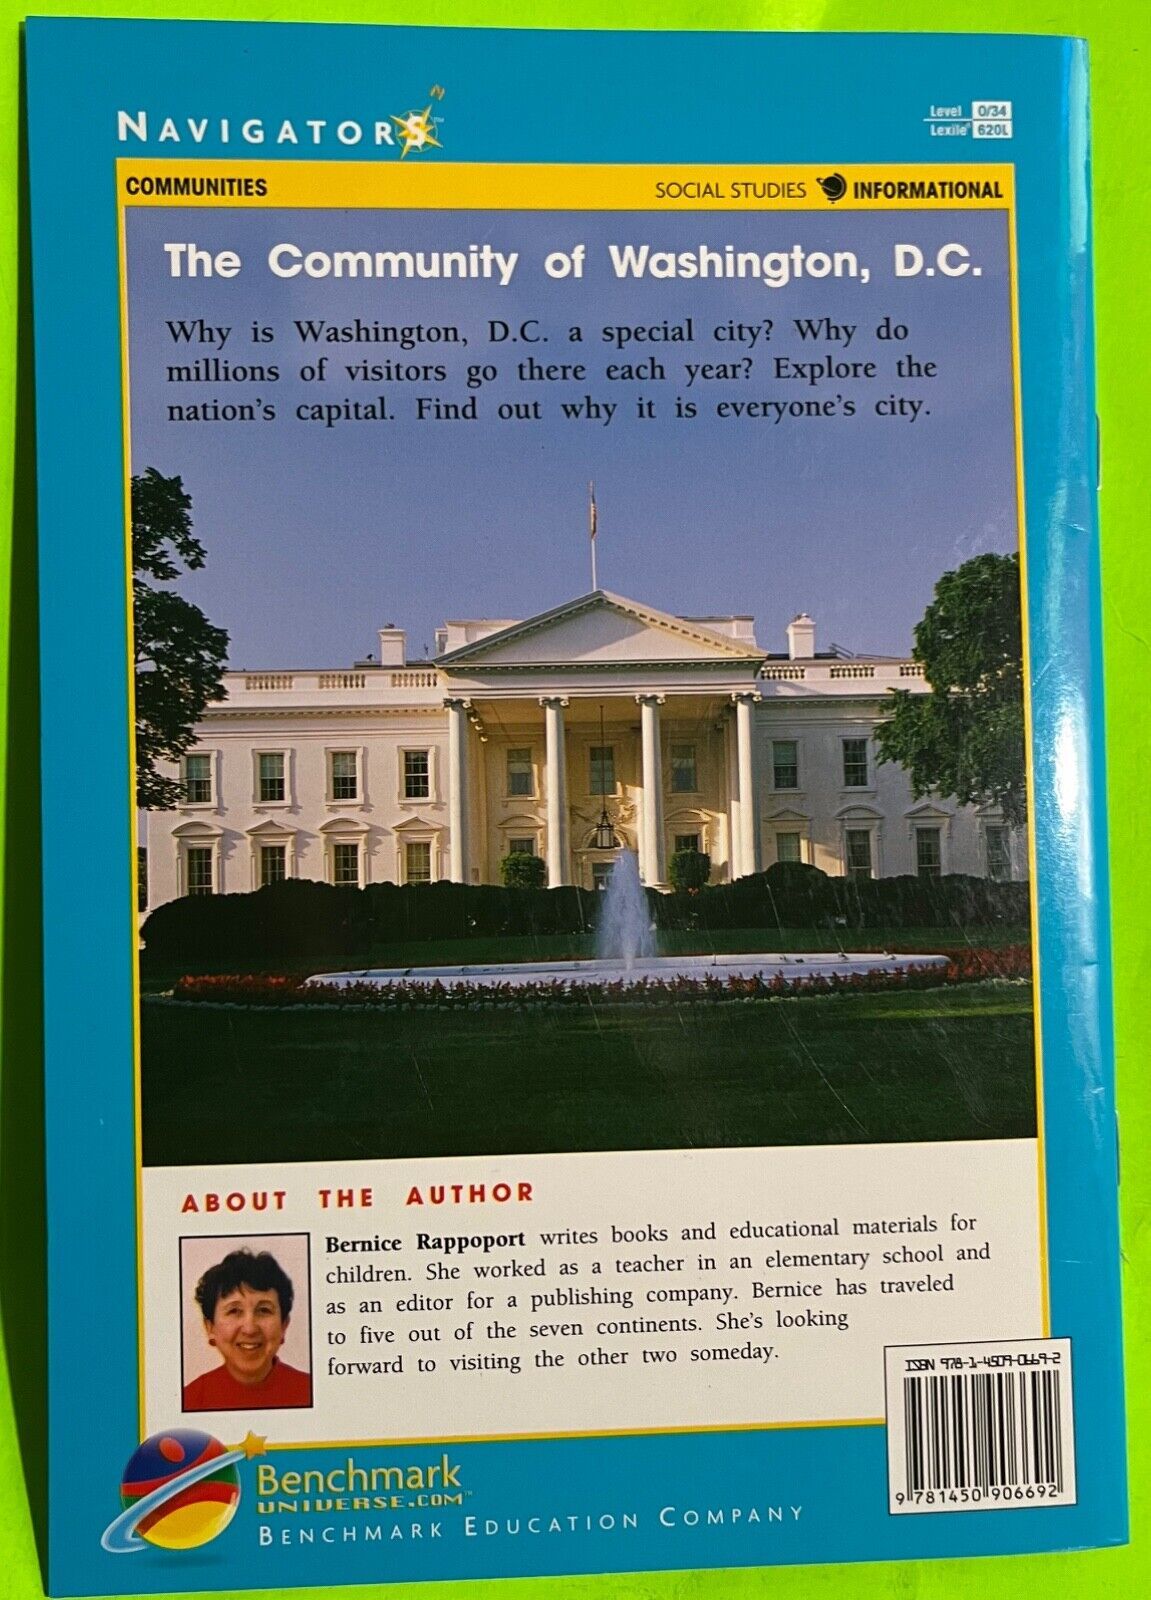 NAVIGATORS™
N
Level O/34
Lexile® 620L
COMMUNITIES
SOCIAL STUDIES INFORMATIONAL
The Community of Washington, D.C.
Why is Washington, D.C. a special city? Why do
millions of visitors go there each year? Explore the
nation's capital. Find out why it is everyone's city.
ABOUT THE AUTHOR
Bernice Rappoport writes books and educational materials for
children. She worked as a teacher in an elementary school and
as an editor for a publishing company. Bernice has traveled
to five out of the seven continents. She's looking
forward to visiting the other two someday.
ISBN 978-1-4509-0669-2
9 781450 906692
Benchmark
UNIVERSE.COM™
BENCHMARK EDUCATION COMPANY